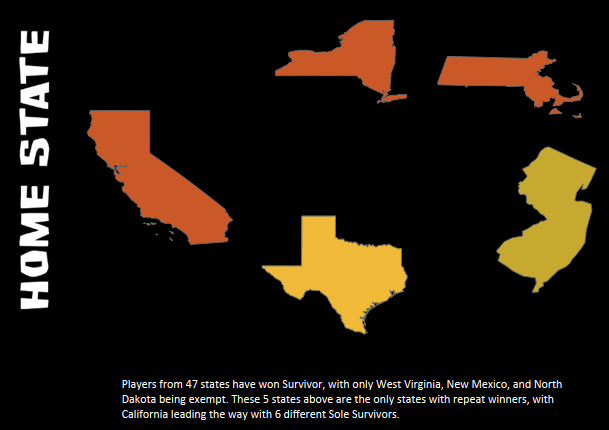 HOME STATE
Players from 47 states have won Survivor, with only West Virginia, New Mexico, and North
Dakota being exempt. These 5 states above are the only states with repeat winners, with
California leading the way with 6 different Sole Survivors.